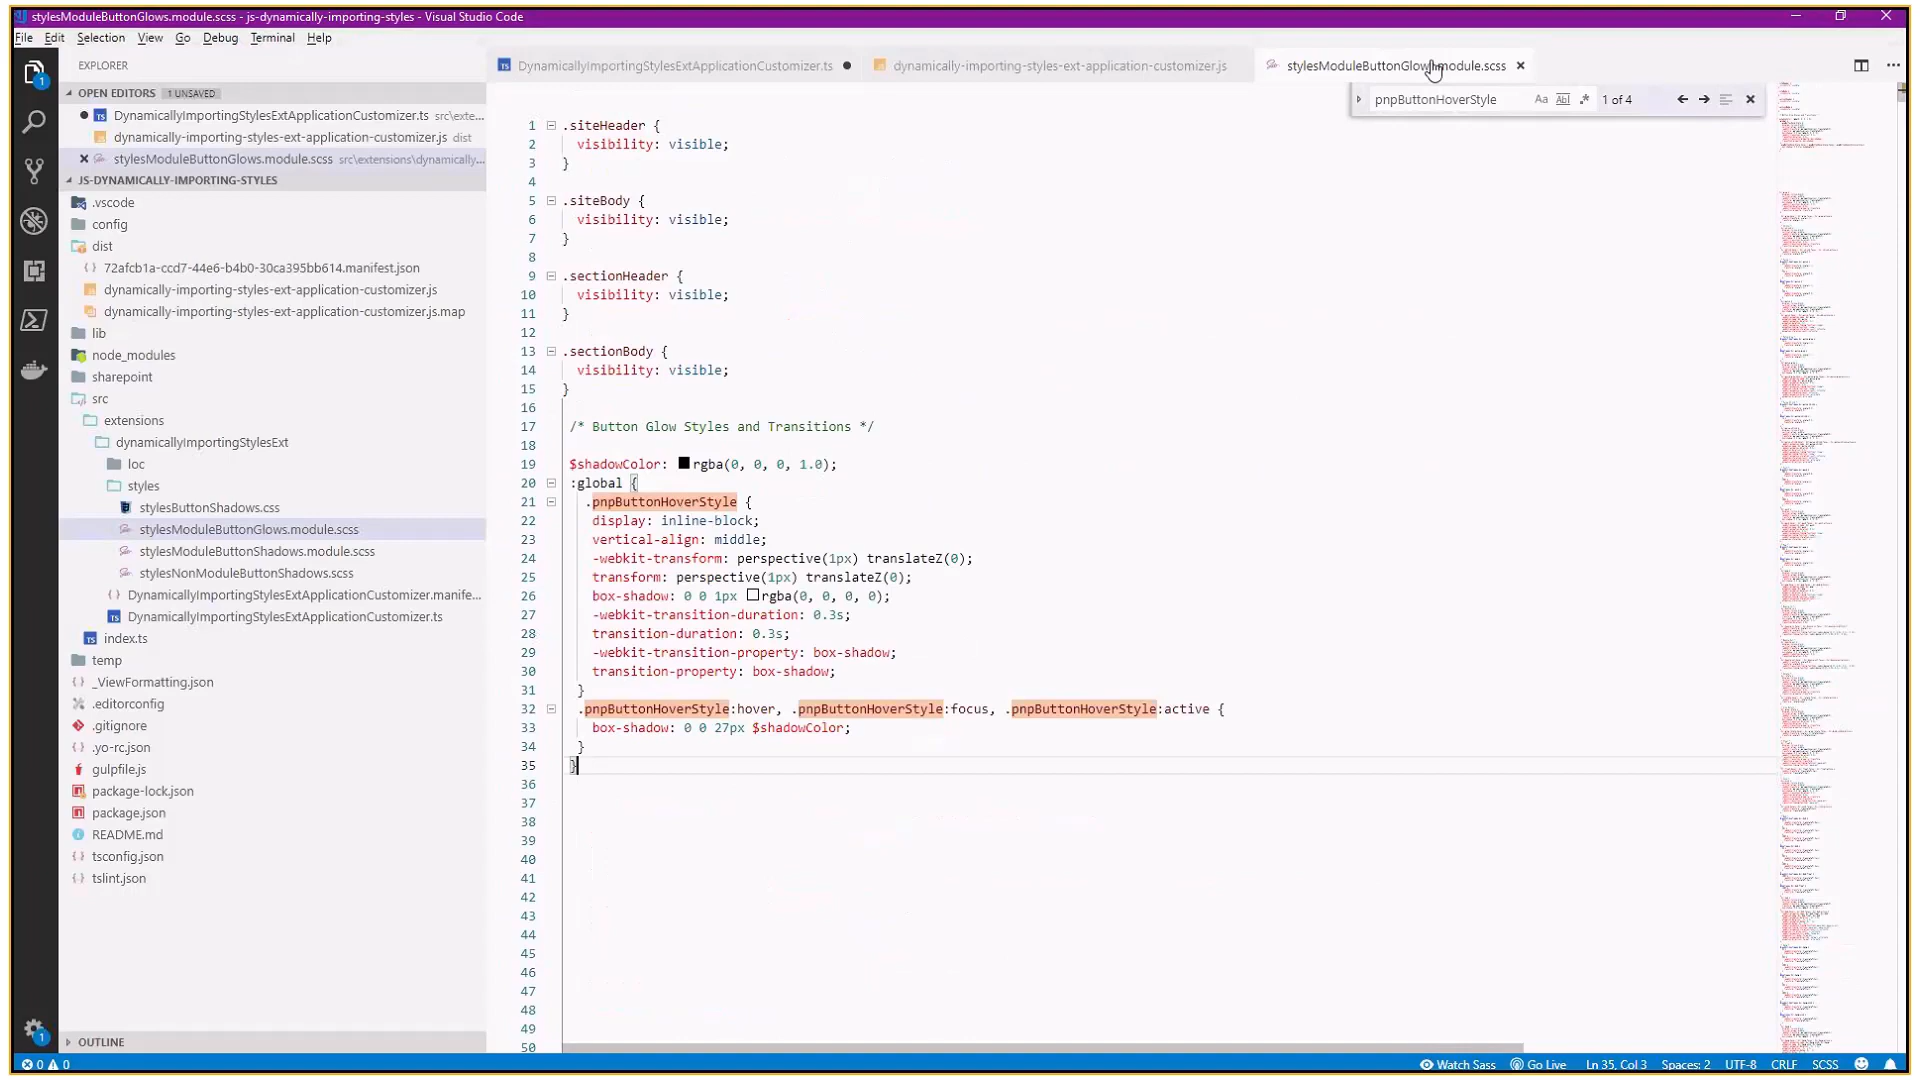 stylesModuleButtonGlows.module.scss - js-dynamically-importing-styles - Visual Studio Code
File Edit Selection View Go Debug Terminal Help
EXPLORER
OPEN EDITORS 1 UNSAVED
DynamicallyImportingStylesExtApplicationCustomizer.ts src\exte...
dynamically-importing-styles-ext-application-customizer.js dist
stylesModuleButtonGlows.module.scss src\extensions\dynamically...
JS-DYNAMICALLY-IMPORTING-STYLES
.vscode
config
dist
72afcb1a-ccd7-44e6-b4b0-30ca395bb614.manifest.json
dynamically-importing-styles-ext-application-customizer.js
dynamically-importing-styles-ext-application-customizer.js.map
lib
node_modules
sharepoint
src
extensions
dynamicallyImportingStylesExt
loc
styles
stylesButtonShadows.css
stylesModuleButtonGlows.module.scss
stylesModuleButtonShadows.module.scss
stylesNonModuleButtonShadows.scss
DynamicallyImportingStylesExtApplicationCustomizer.manife...
DynamicallyImportingStylesExtApplicationCustomizer.ts
index.ts
temp
_ViewFormatting.json
.editorconfig
.gitignore
.yo-rc.json
gulpfile.js
package-lock.json
package.json
README.md
tsconfig.json
tslint.json
OUTLINE
DynamicallyImportingStylesExtApplicationCustomizer.ts
dynamically-importing-styles-ext-application-customizer.js
stylesModuleButtonGlows.module.scss
pnpButtonHoverStyle Aa Abl .* 1 of 4
1 .siteHeader {
2 visibility: visible;
3 }
4
5 .siteBody {
6 visibility: visible;
7 }
8
9 .sectionHeader {
10 visibility: visible;
11 }
12
13 .sectionBody {
14 visibility: visible;
15 }
16
17 /* Button Glow Styles and Transitions */
18
19 $shadowColor: rgba(0, 0, 0, 1.0);
20 :global {
21 .pnpButtonHoverStyle {
22 display: inline-block;
23 vertical-align: middle;
24 -webkit-transform: perspective(1px) translateZ(0);
25 transform: perspective(1px) translateZ(0);
26 box-shadow: 0 0 1px rgba(0, 0, 0, 0);
27 -webkit-transition-duration: 0.3s;
28 transition-duration: 0.3s;
29 -webkit-transition-property: box-shadow;
30 transition-property: box-shadow;
31 }
32 .pnpButtonHoverStyle:hover, .pnpButtonHoverStyle:focus, .pnpButtonHoverStyle:active {
33 box-shadow: 0 0 27px $shadowColor;
34 }
35 }
36
37
38
39
40
41
42
43
44
45
46
47
48
49
50
1
1
0 0
Watch Sass Go Live Ln 35, Col 3 Spaces: 2 UTF-8 CRLF SCSS